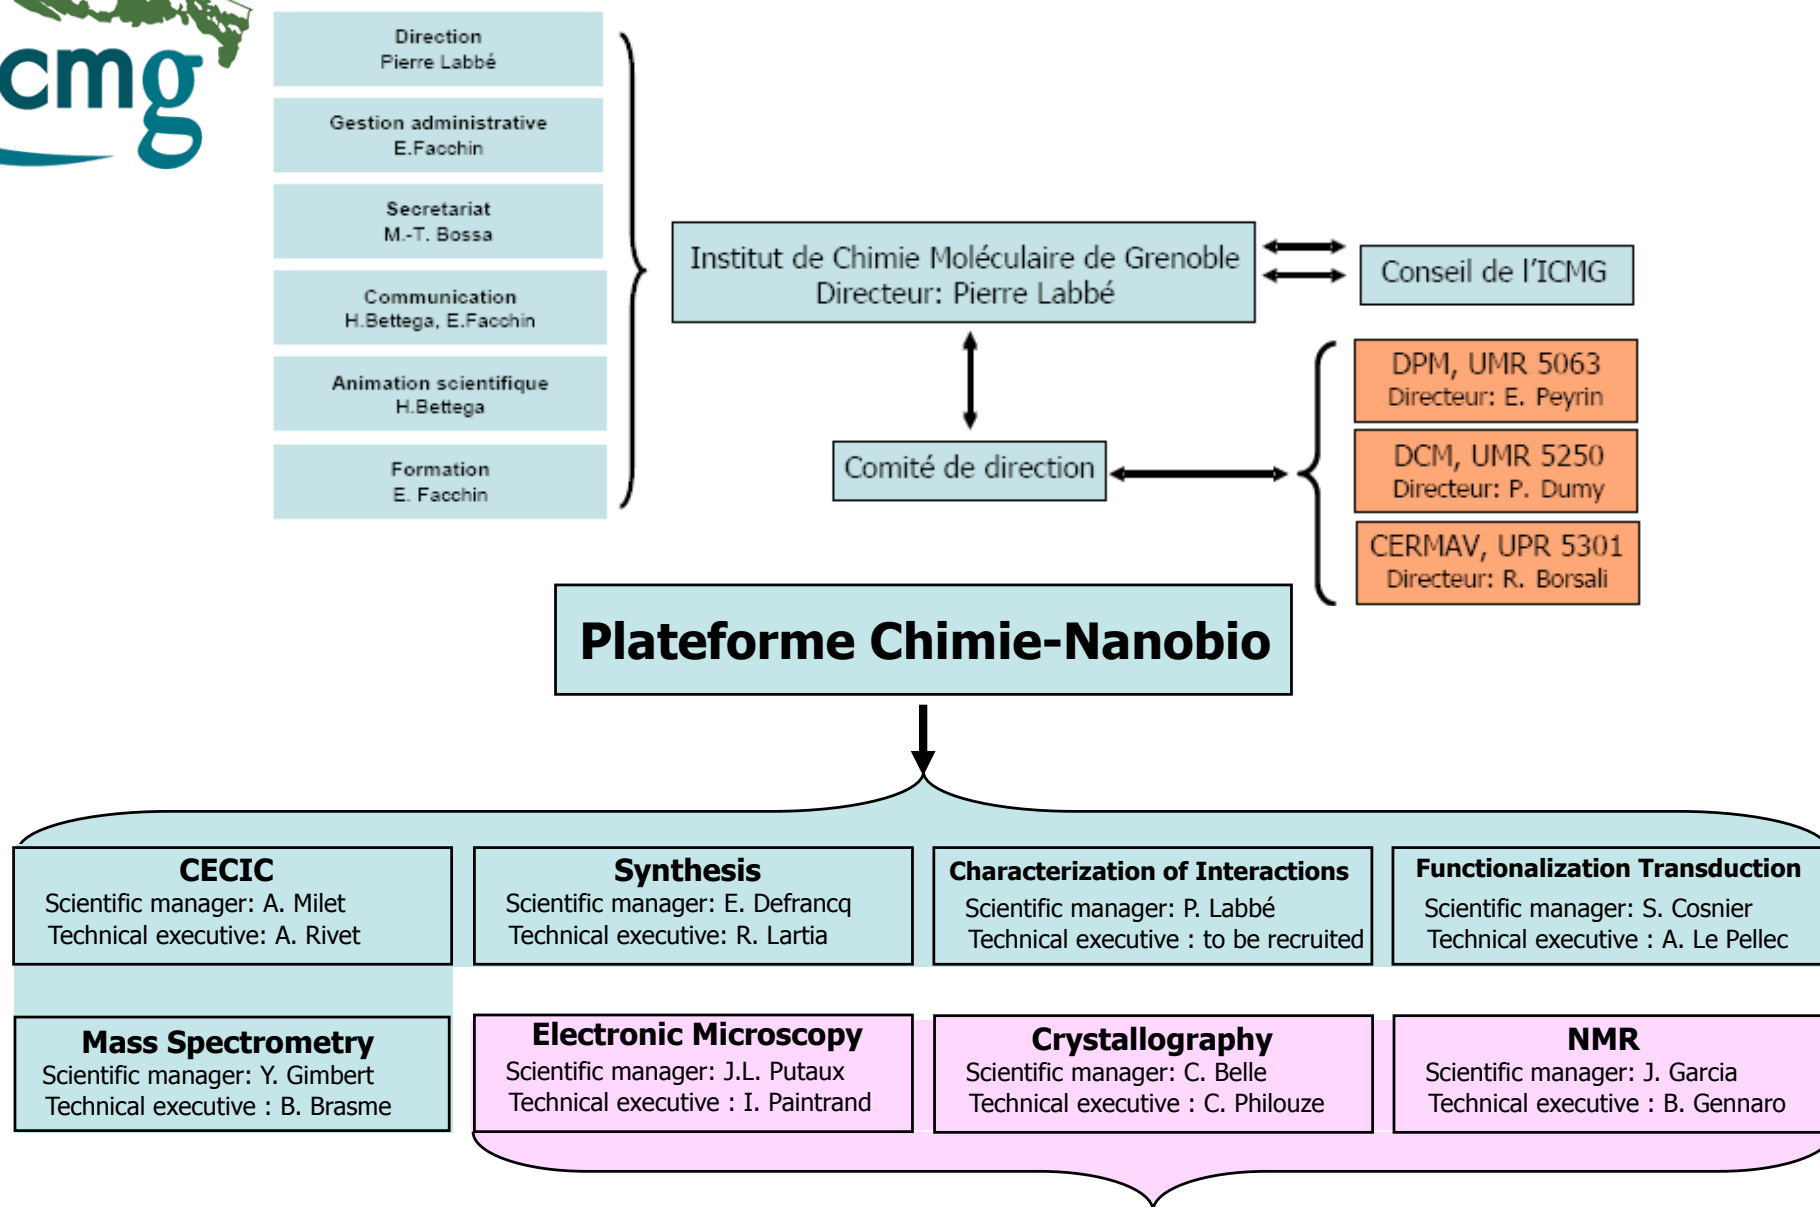 cmg
Direction
Pierre Labbé
Gestion administrative
E.Facchin
Secretariat
M.-T. Bossa
Communication
H.Bettega, E.Facchin
Animation scientifique
H.Bettega
Formation
E. Facchin
Institut de Chimie Moléculaire de Grenoble
Directeur: Pierre Labbé
Conseil de l'ICMG
Comité de direction
DPM, UMR 5063
Directeur: E. Peyrin
DCM, UMR 5250
Directeur: P. Dumy
CERMAV, UPR 5301
Directeur: R. Borsali
Plateforme Chimie-Nanobio
CECIC
Scientific manager: A. Milet
Technical executive: A. Rivet
Synthesis
Scientific manager: E. Defrancq
Technical executive: R. Lartia
Characterization of Interactions
Scientific manager: P. Labbé
Technical executive : to be recruited
Functionalization Transduction
Scientific manager: S. Cosnier
Technical executive : A. Le Pellec
Mass Spectrometry
Scientific manager: Y. Gimbert
Technical executive : B. Brasme
Electronic Microscopy
Scientific manager: J.L. Putaux
Technical executive : I. Paintrand
Crystallography
Scientific manager: C. Belle
Technical executive : C. Philouze
NMR
Scientific manager: J. Garcia
Technical executive : B. Gennaro